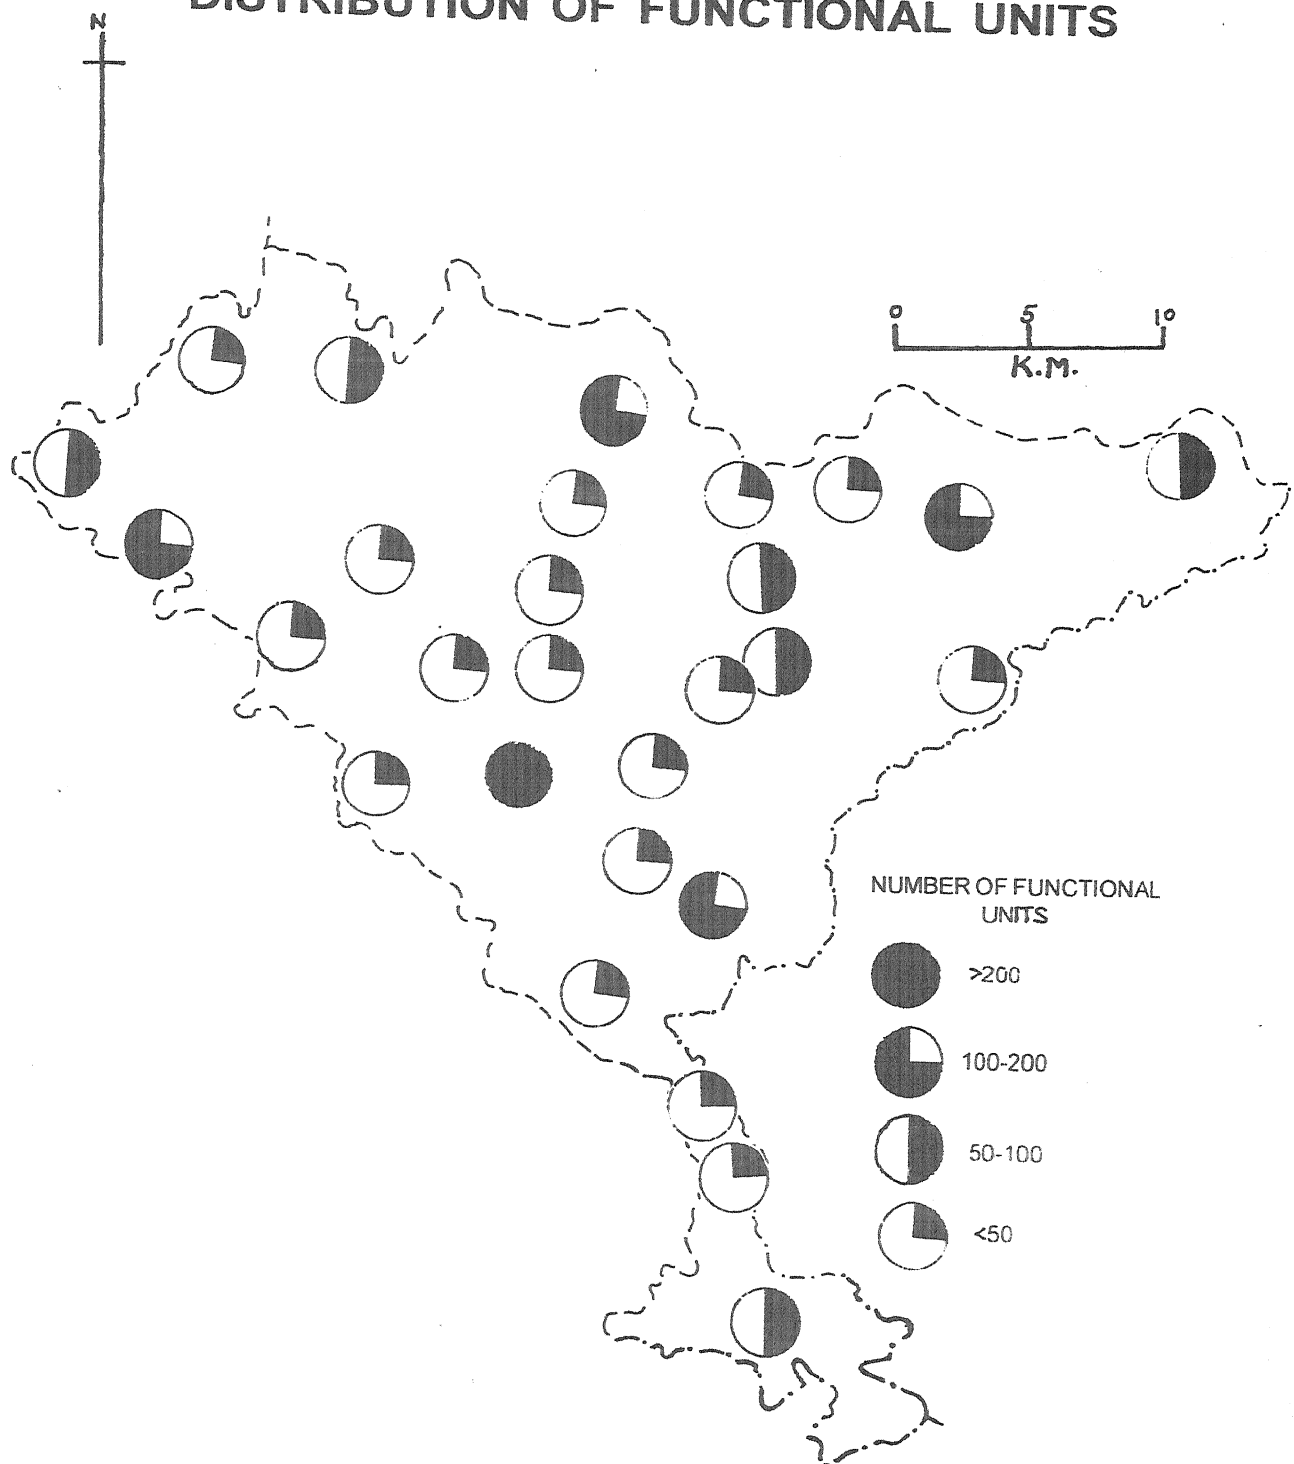 DISTRIBUTION OF FUNCTIONAL UNITS
N
0 5 10
K.M.
NUMBER OF FUNCTIONAL
UNITS
>200
100-200
50-100
<50